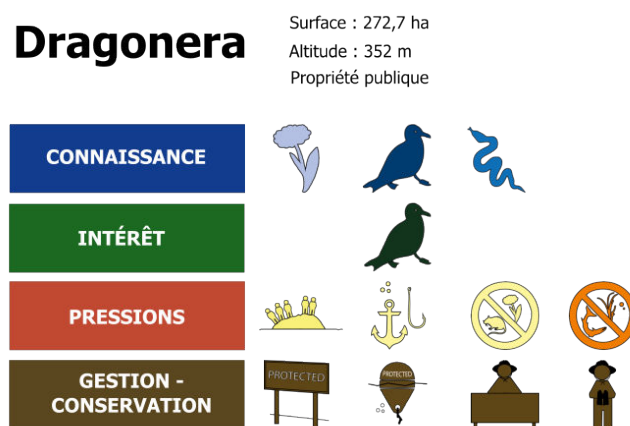 Dragonera
Surface : 272,7 ha
Altitude : 352 m
Propriété publique
CONNAISSANCE
INTÉRÊT
PRESSIONS
GESTION -
CONSERVATION
PROTECTED
PROTECTED